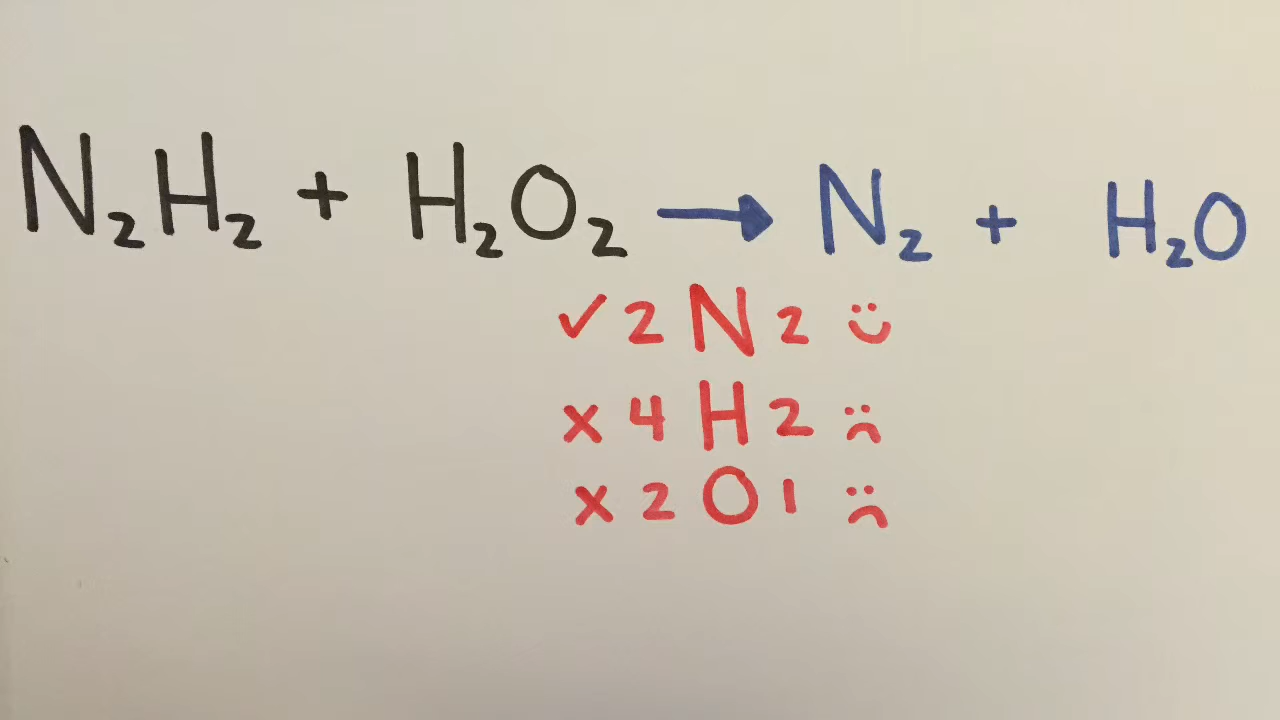 N₂H₂ + H₂O₂ → N₂ + H₂O
✓ 2 N 2 :)
x 4 H 2 :(
x 2 O 1 :(